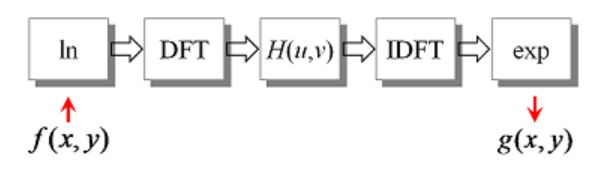 ln DFT H(u,v) IDFT exp
f(x, y) g(x, y)